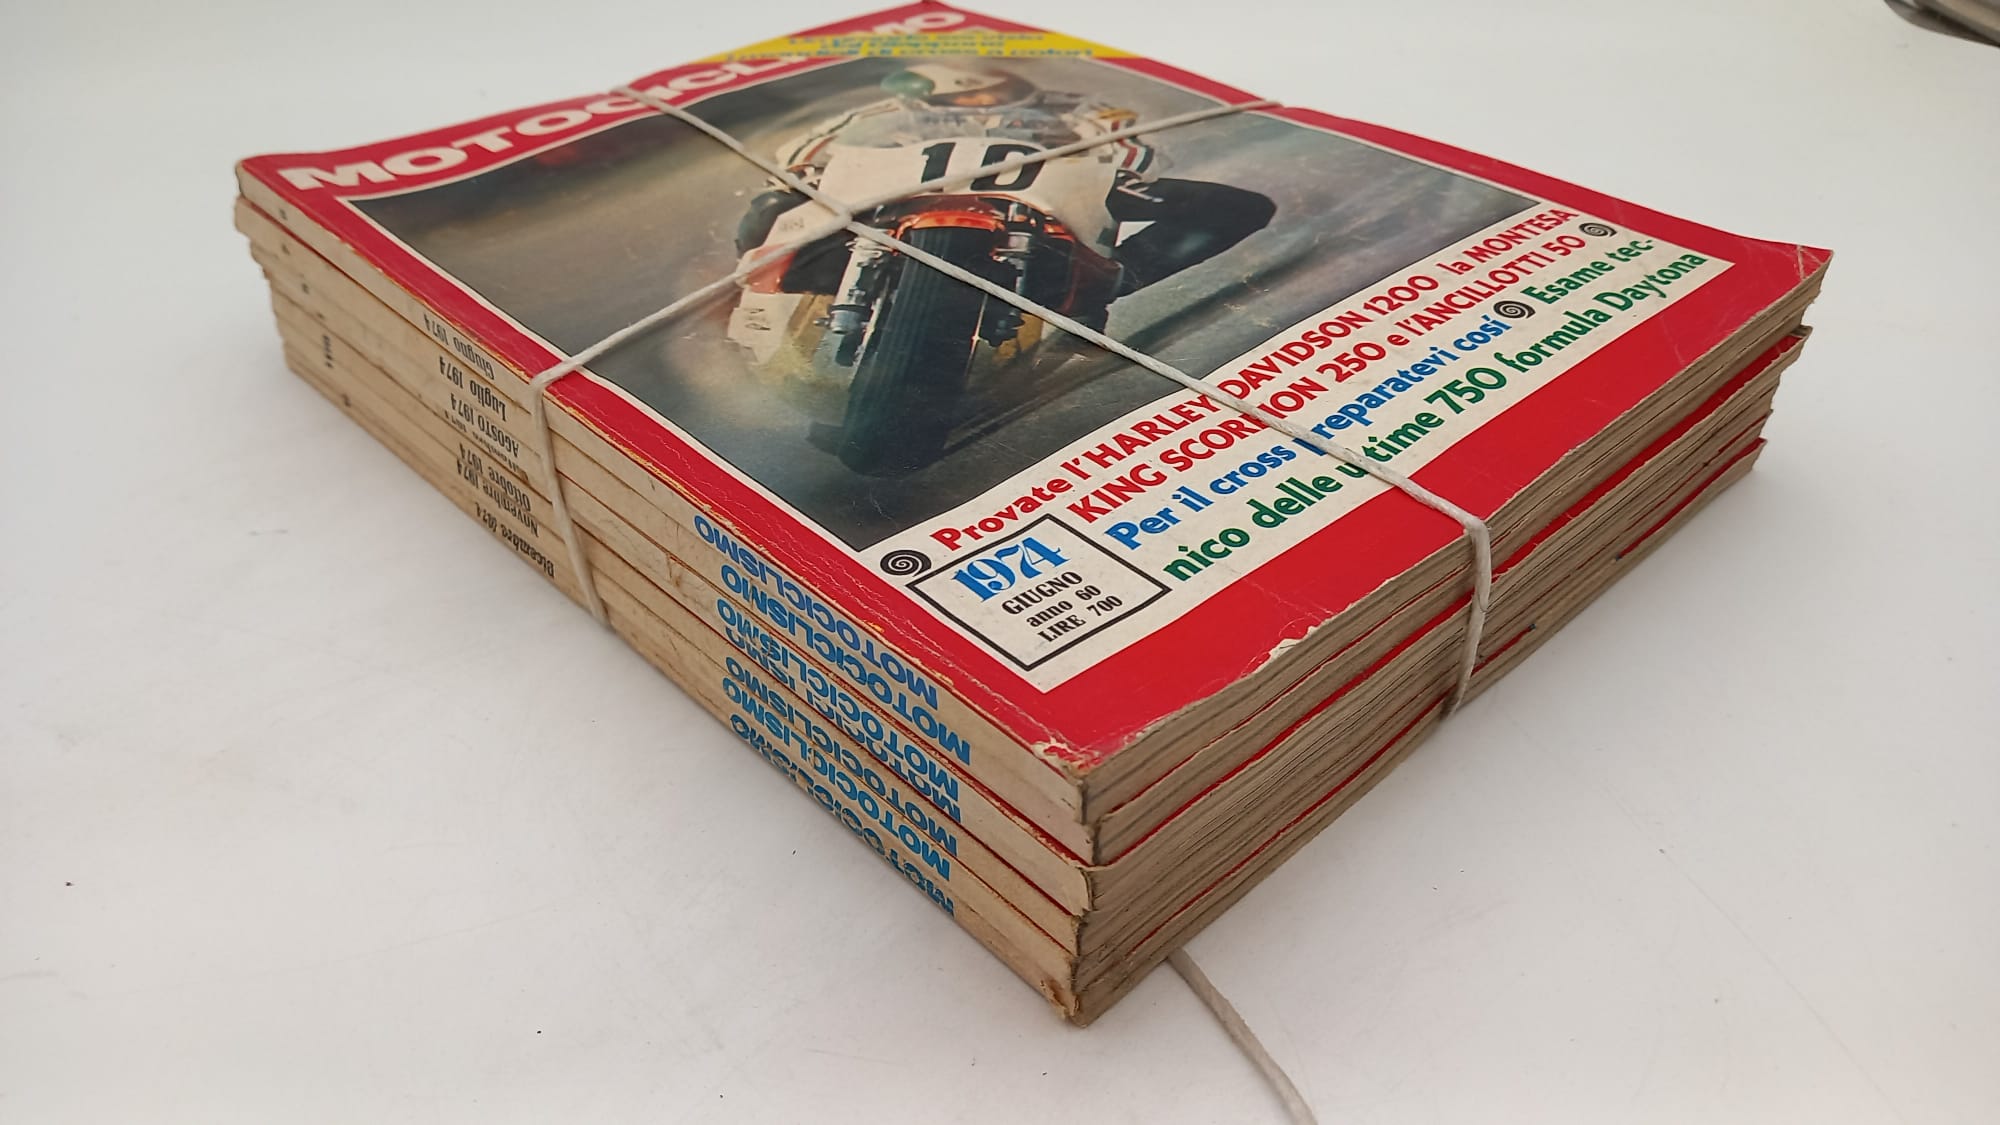 MOTOCICLISMO
10
Provate l'HARLEY DAVIDSON 1200 la MONTESA
KING SCORPION 250 e l'ANCILLOTTI 50
Per il cross preparatevi così Esame tec-
nico delle ultime 750 formula Daytona
1974
GIUGNO
anno 60
LIRE 700
Giugno 1974
MOTOCICLISMO
Luglio 1974
MOTOCICLISMO
AGOSTO 1974
MOTOCICLISMO
MOTOCICLISMO
Ottobre 1974
MOTOCICLISMO
Novembre 1974
MOTOCICLISMO
Dicembre 1974
MOTOCICLISMO